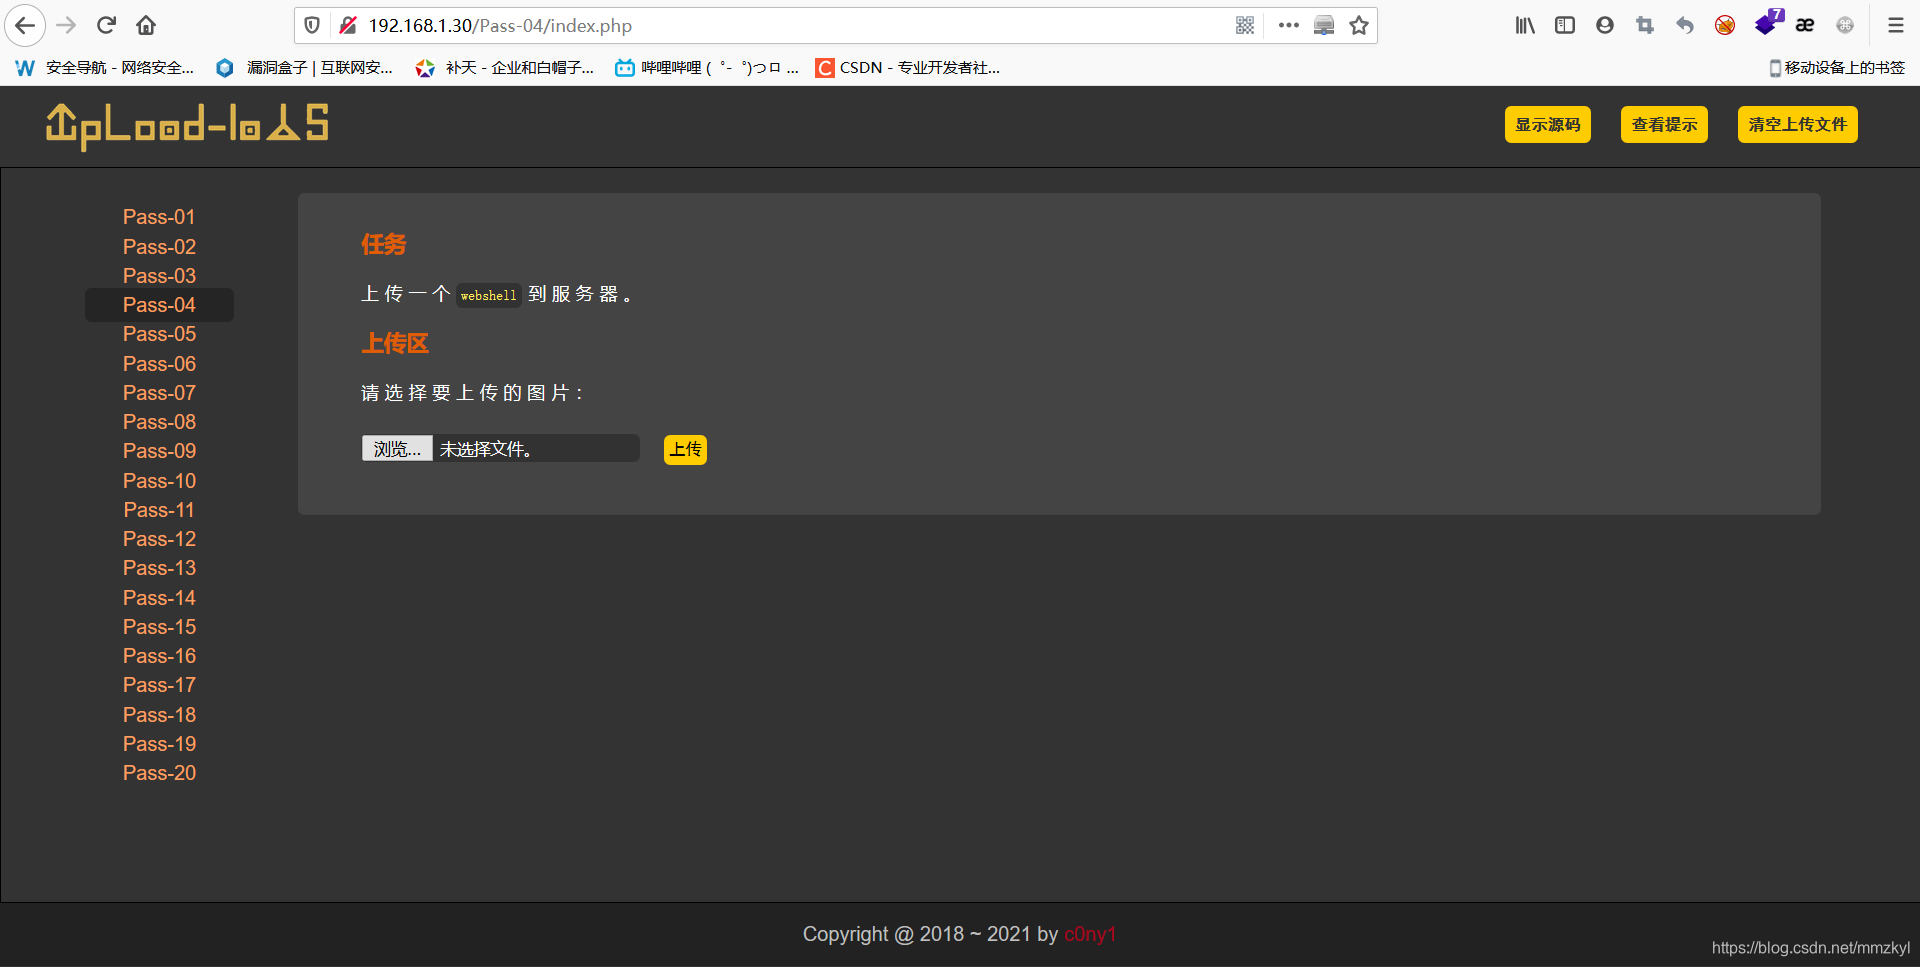 192.168.1.30/Pass-04/index.php
7
æ
安全导航 - 网络安全...
漏洞盒子 | 互联网安...
补天 - 企业和白帽子...
哔哩哔哩 ( ゜- ゜)つロ ...
C CSDN - 专业开发者社...
移动设备上的书签
UpLoad-labs
显示源码
查看提示
清空上传文件
Pass-01
Pass-02
Pass-03
Pass-04
Pass-05
Pass-06
Pass-07
Pass-08
Pass-09
Pass-10
Pass-11
Pass-12
Pass-13
Pass-14
Pass-15
Pass-16
Pass-17
Pass-18
Pass-19
Pass-20
任务
上传一个 webshell 到服务器。
上传区
请选择要上传的图片：
浏览... 未选择文件。
上传
Copyright @ 2018 ~ 2021 by c0ny1
https://blog.csdn.net/mmzkyl